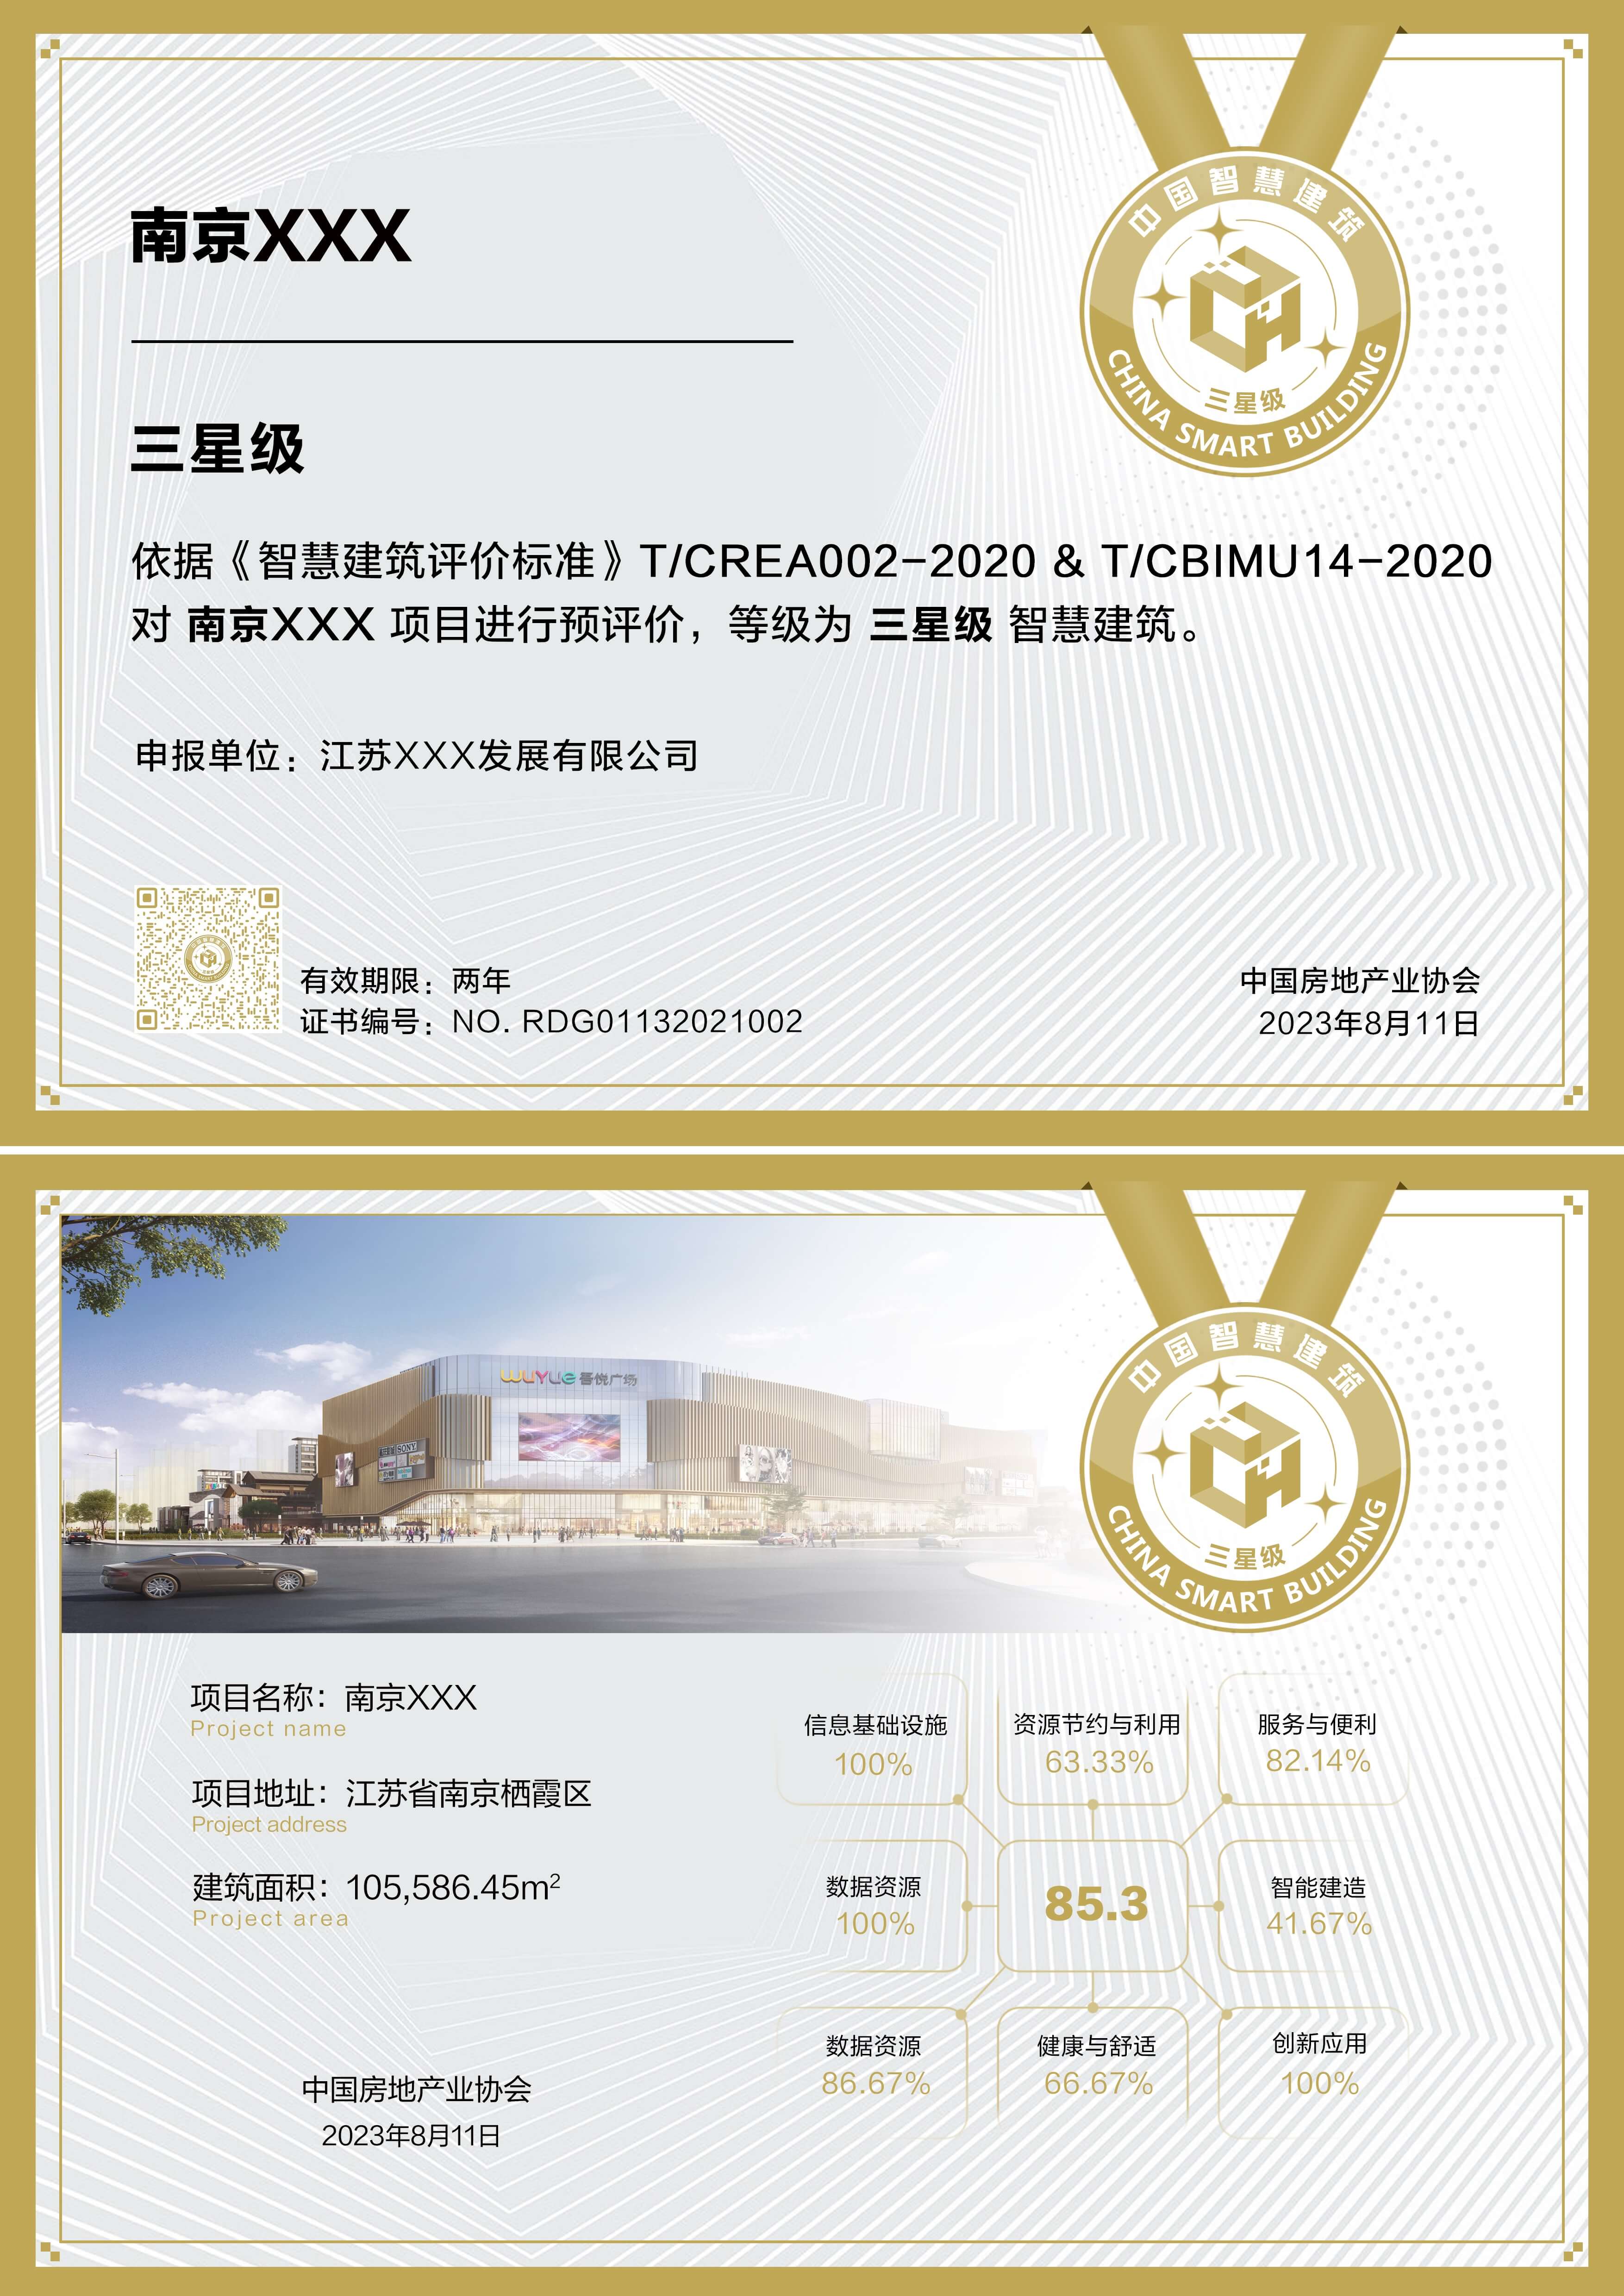 中国智慧建筑
三星级
CHINA SMART BUILDING
南京XXX
三星级
依据《智慧建筑评价标准》T/CREA002-2020 & T/CBIMU14-2020
对 南京XXX 项目进行预评价，等级为 三星级 智慧建筑。
申报单位：江苏XXX发展有限公司
有效期限：两年
证书编号：NO. RDG01132021002
中国房地产业协会
2023年8月11日
中国智慧建筑
三星级
CHINA SMART BUILDING
WUYUE 吾悦广场
SONY
项目名称：南京XXX
Project name
项目地址：江苏省南京栖霞区
Project address
建筑面积：105,586.45m²
Project area
信息基础设施
100%
资源节约与利用
63.33%
服务与便利
82.14%
数据资源
100%
85.3
智能建造
41.67%
数据资源
86.67%
健康与舒适
66.67%
创新应用
100%
中国房地产业协会
2023年8月11日